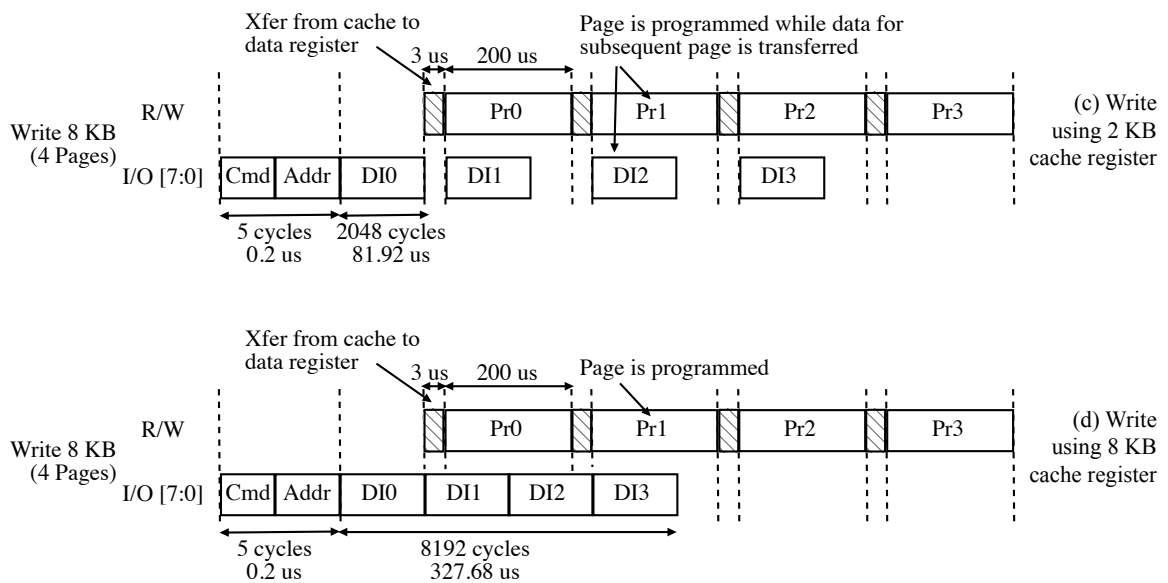 Xfer from cache to
data register
Page is programmed while data for
subsequent page is transferred
3 us
200 us
R/W
Pr0
Pr1
Pr2
Pr3
(c) Write
using 2 KB
cache register
Write 8 KB
(4 Pages)
I/O [7:0]
Cmd
Addr
DI0
DI1
DI2
DI3
5 cycles
0.2 us
2048 cycles
81.92 us
Xfer from cache to
data register
3 us
200 us
Page is programmed
R/W
Pr0
Pr1
Pr2
Pr3
(d) Write
using 8 KB
cache register
Write 8 KB
(4 Pages)
I/O [7:0]
Cmd
Addr
DI0
DI1
DI2
DI3
5 cycles
0.2 us
8192 cycles
327.68 us